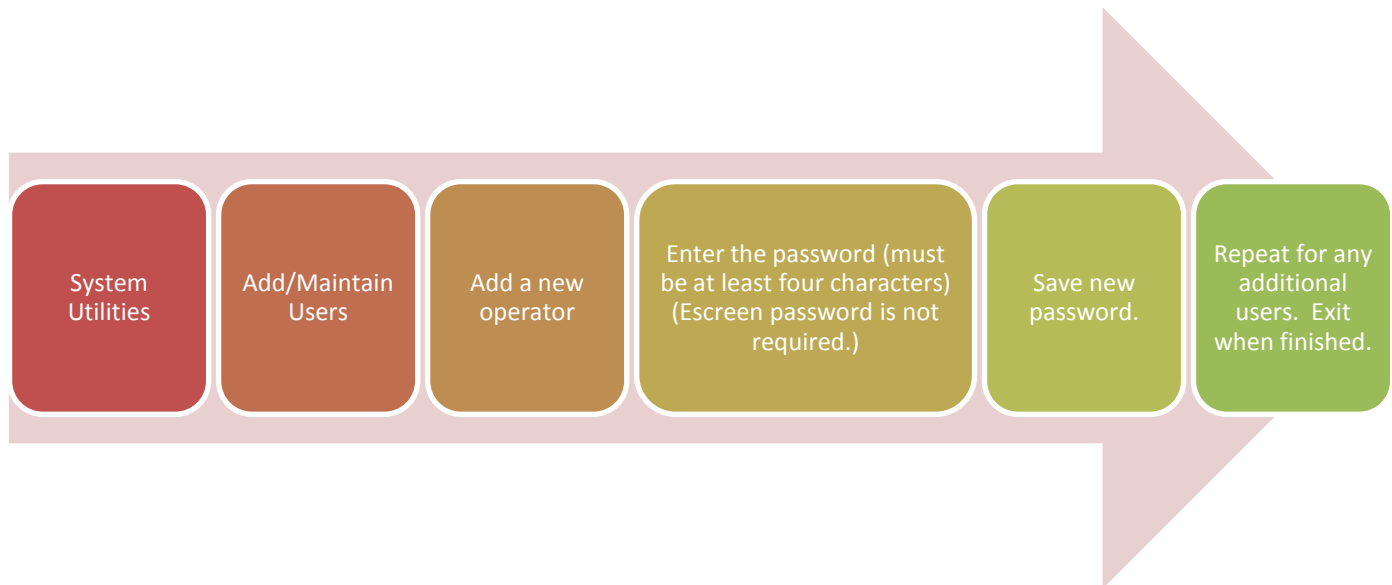 System
Utilities
Add/Maintain
Users
Add a new
operator
Enter the password (must
be at least four characters)
(Escreen password is not
required.)
Save new
password.
Repeat for any
additional
users.  Exit
when finished.